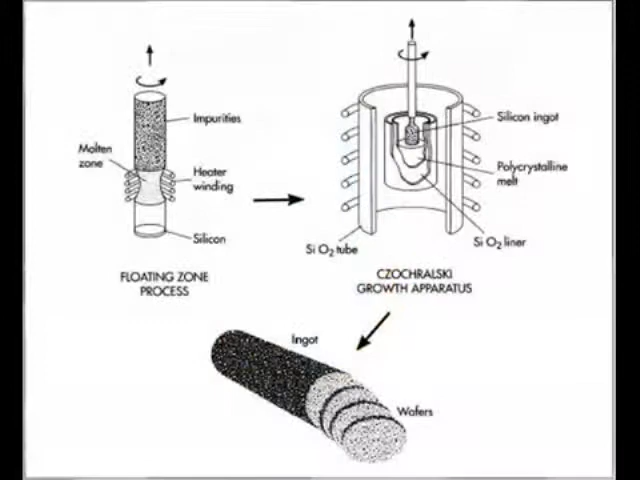 Impurities
Molten
zone
Heater
winding
Silicon
FLOATING ZONE
PROCESS
Silicon ingot
Polycrystalline
melt
Si O₂ liner
Si O₂ tube
CZOCHRALSKI
GROWTH APPARATUS
Ingot
Wafers